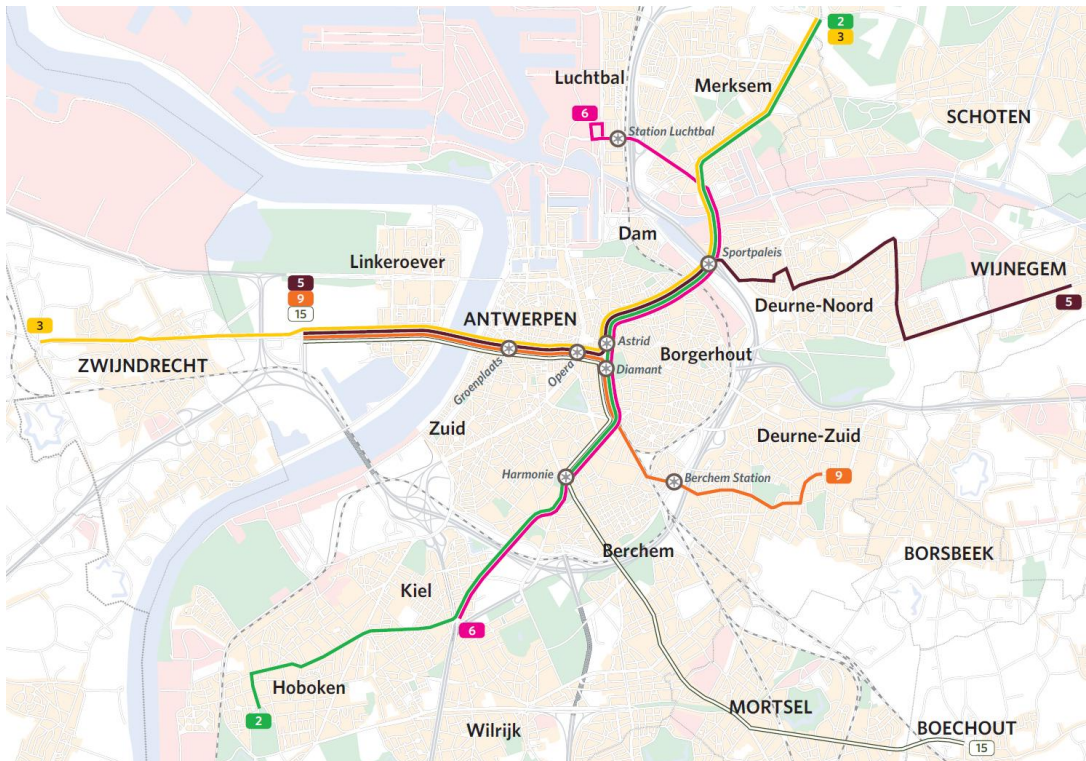 2
3
Luchtbal
Merksem
6
SCHOTEN
Station Luchtbal
Dam
Sportpaleis
Linkeroever
WIJNEGEM
5
9
15
Deurne-Noord
5
3
ANTWERPEN
Astrid
Borgerhout
ZWIJNDRECHT
Groenplaats
Opera
Diamant
Zuid
Deurne-Zuid
Harmonie
Berchem Station
9
Berchem
BORSBEEK
Kiel
6
Hoboken
2
MORTSEL
Wilrijk
BOECHOUT
15